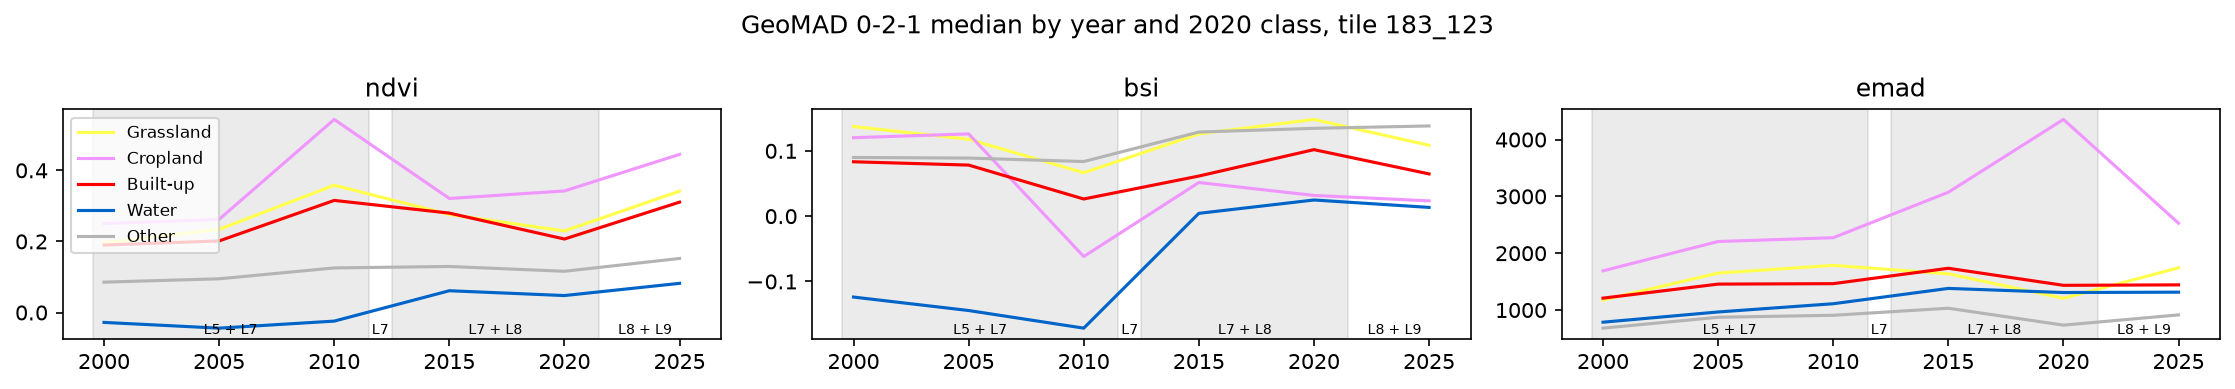 GeoMAD 0-2-1 median by year and 2020 class, tile 183_123
ndvi
Grassland
Cropland
Built-up
Water
Other
0.4
0.2
0.0
L5 + L7
L7
L7 + L8
L8 + L9
2000
2005
2010
2015
2020
2025
bsi
0.1
0.0
−0.1
L5 + L7
L7
L7 + L8
L8 + L9
2000
2005
2010
2015
2020
2025
emad
4000
3000
2000
1000
L5 + L7
L7
L7 + L8
L8 + L9
2000
2005
2010
2015
2020
2025